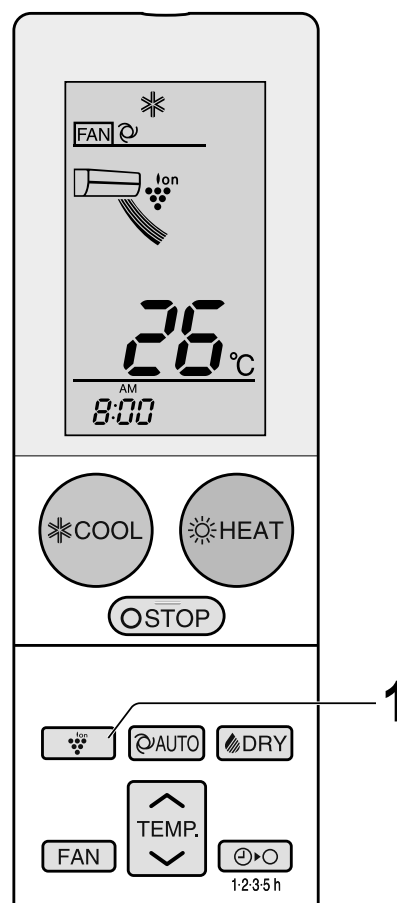 FAN
ion
26 °C
AM
8:00
COOL
HEAT
STOP
1
ion
AUTO
DRY
TEMP.
FAN
1·2·3·5 h